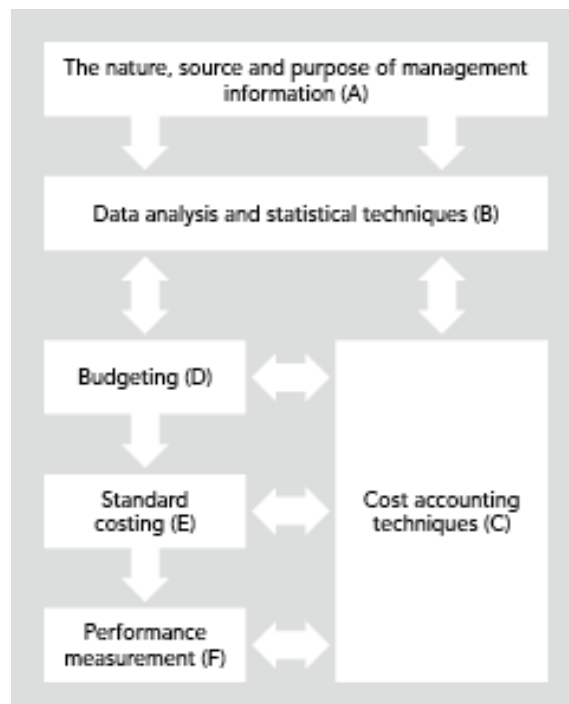 The nature, source and purpose of management
information (A)
Data analysis and statistical techniques (B)
Budgeting (D)
Standard
costing (E)
Cost accounting
techniques (C)
Performance
measurement (F)